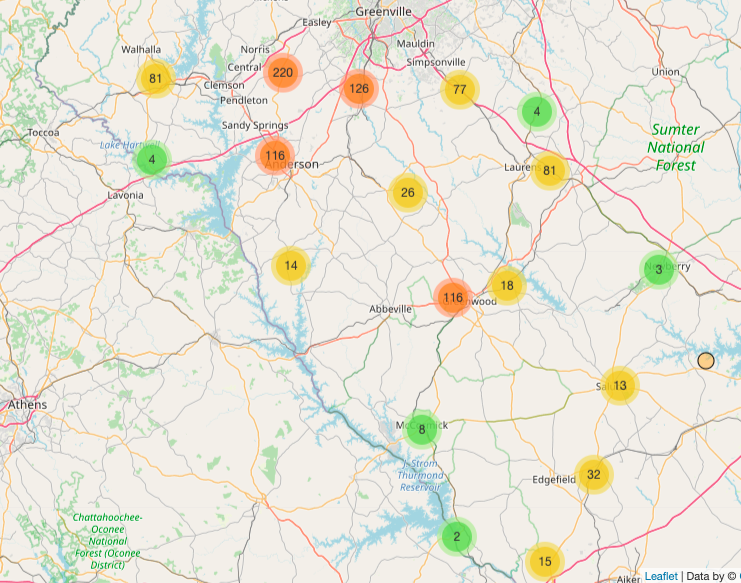 Greenville
Easley
Mauldin
Walhalla
Norris
Simpsonville
Central
Union
81
220
126
77
Clemson
Pendleton
4
Sandy Springs
Toccoa
Sumter
National
Forest
Lake Hartwell
4
116
Anderson
Laurens
81
Lavonia
26
14
3
Newberry
18
116
Abbeville
13
Athens
8
McCormick
J. Strom
Thurmond
Reservoir
Edgefield
32
Chattahoochee-
Oconee
National
Forest (Oconee
District)
2
15
Aiken
Leaflet | Data by ©